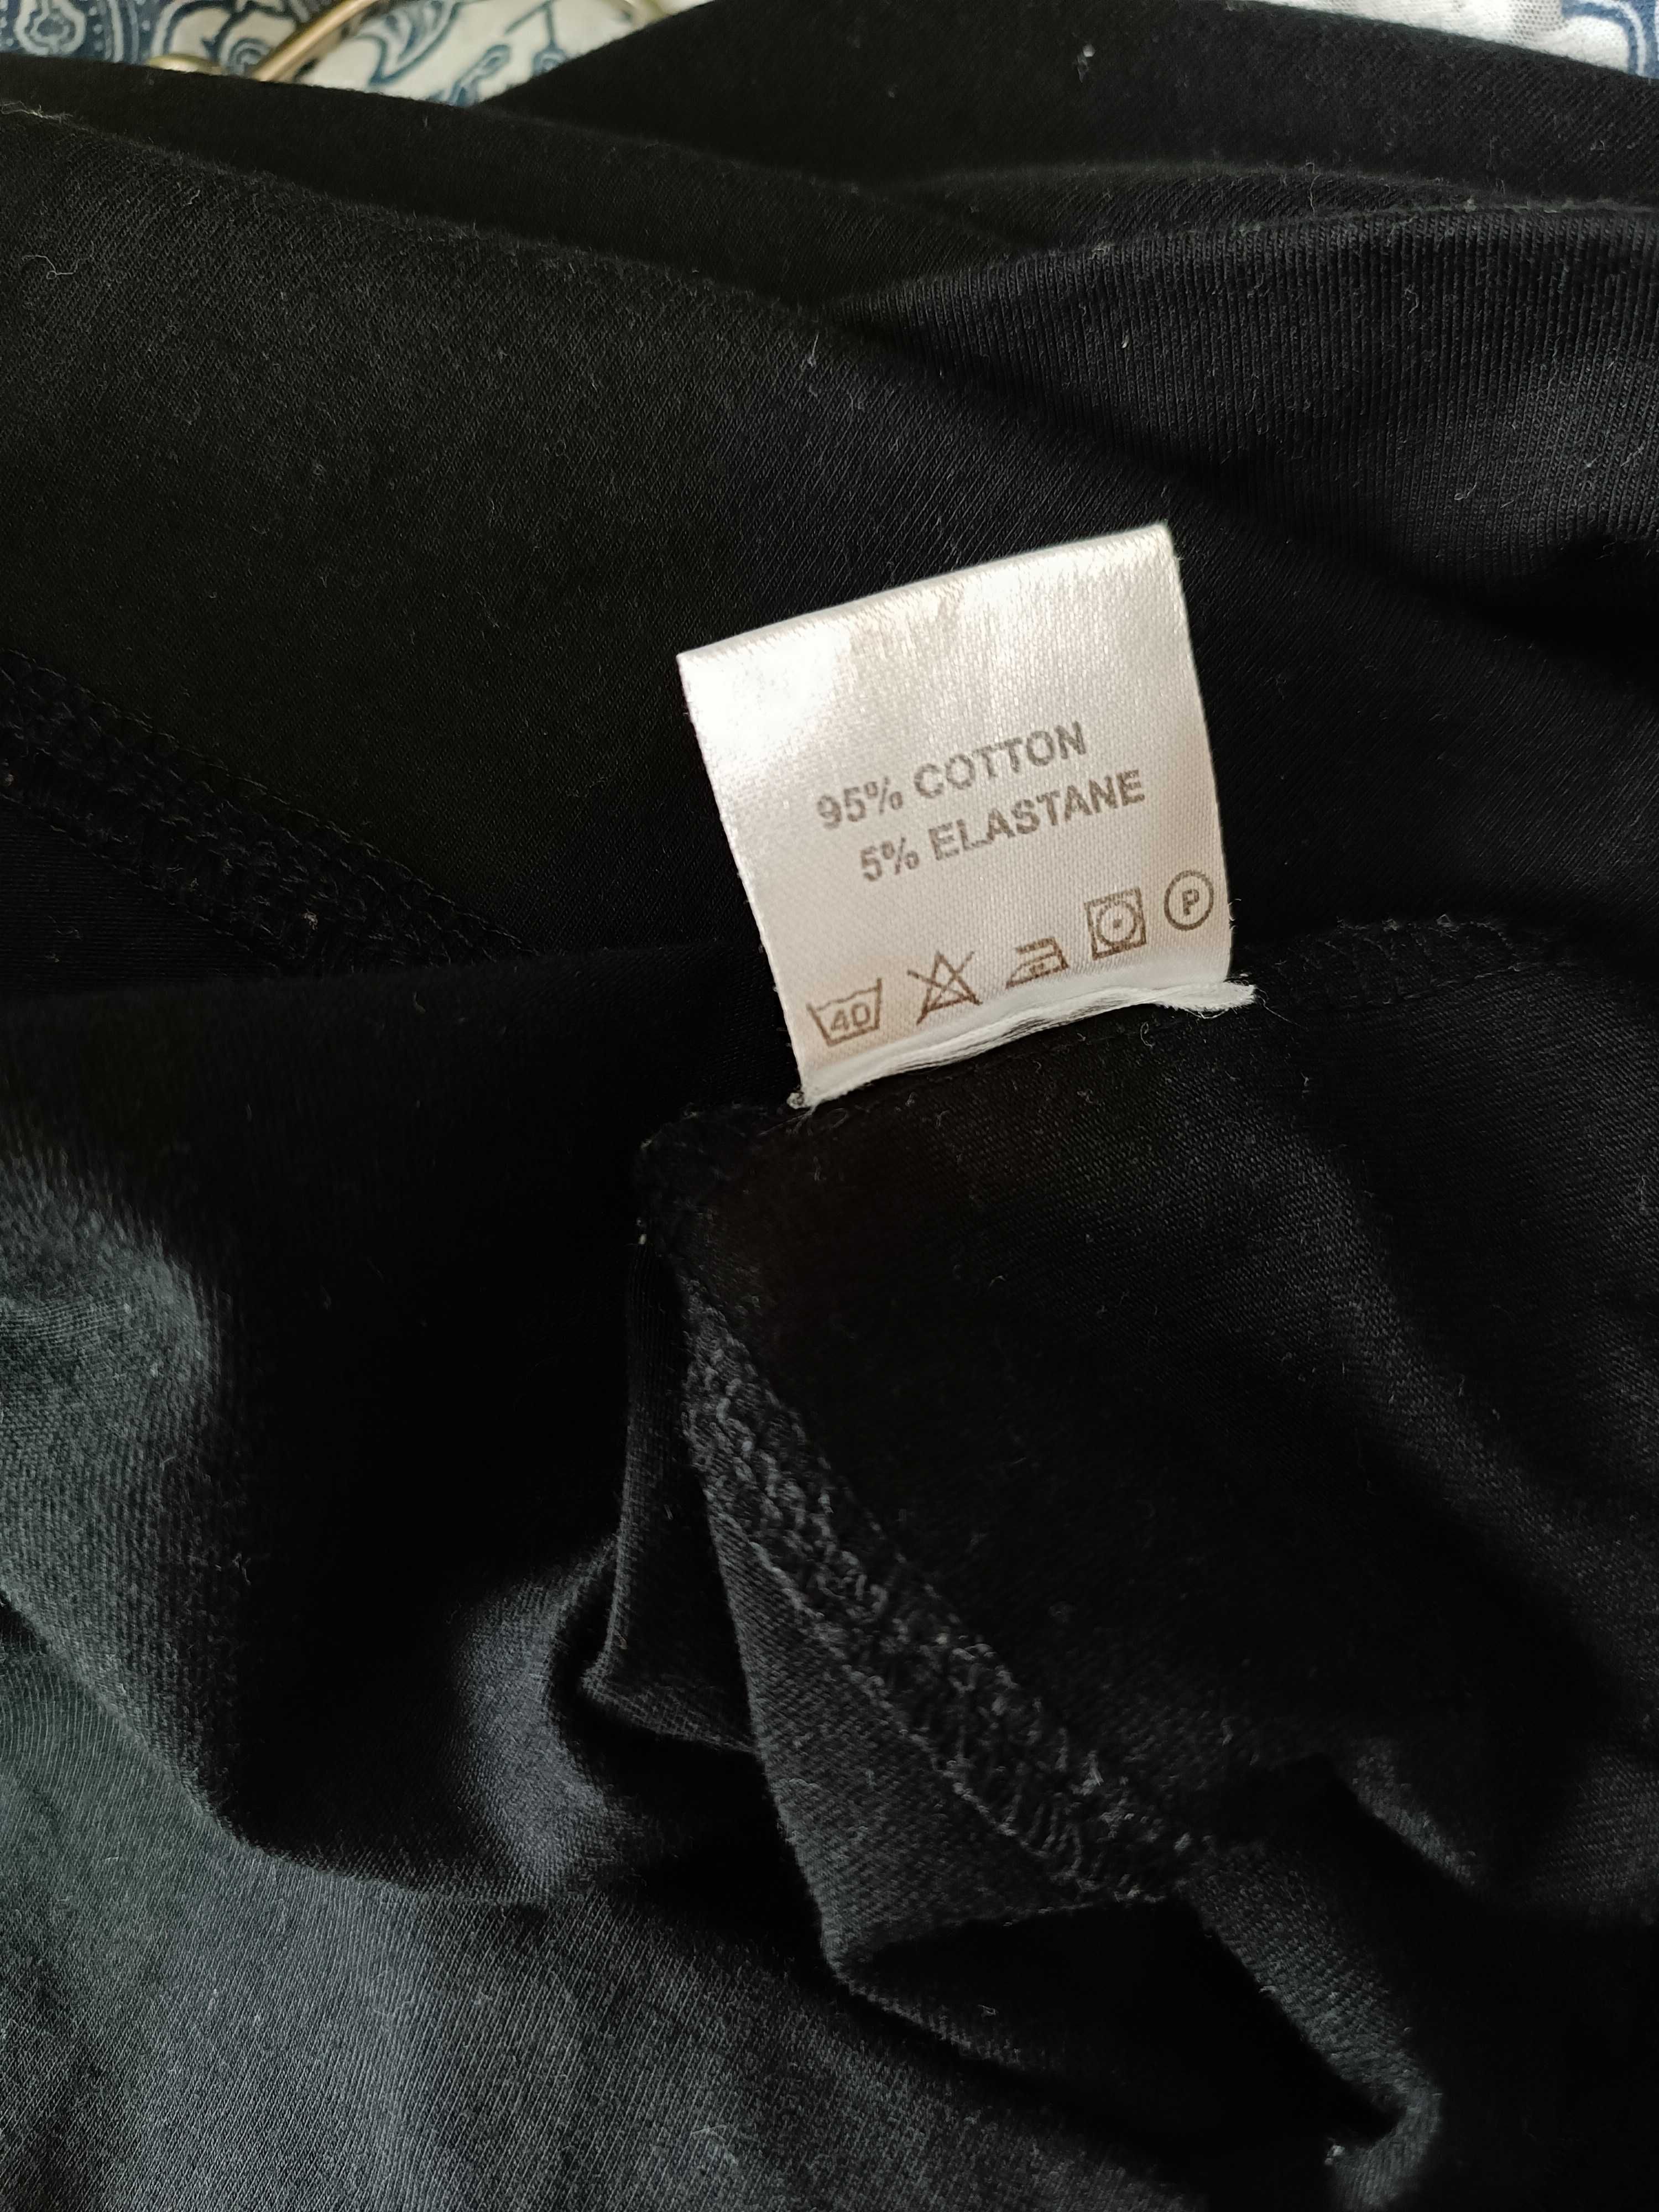 95% COTTON
5% ELASTANE
40 P